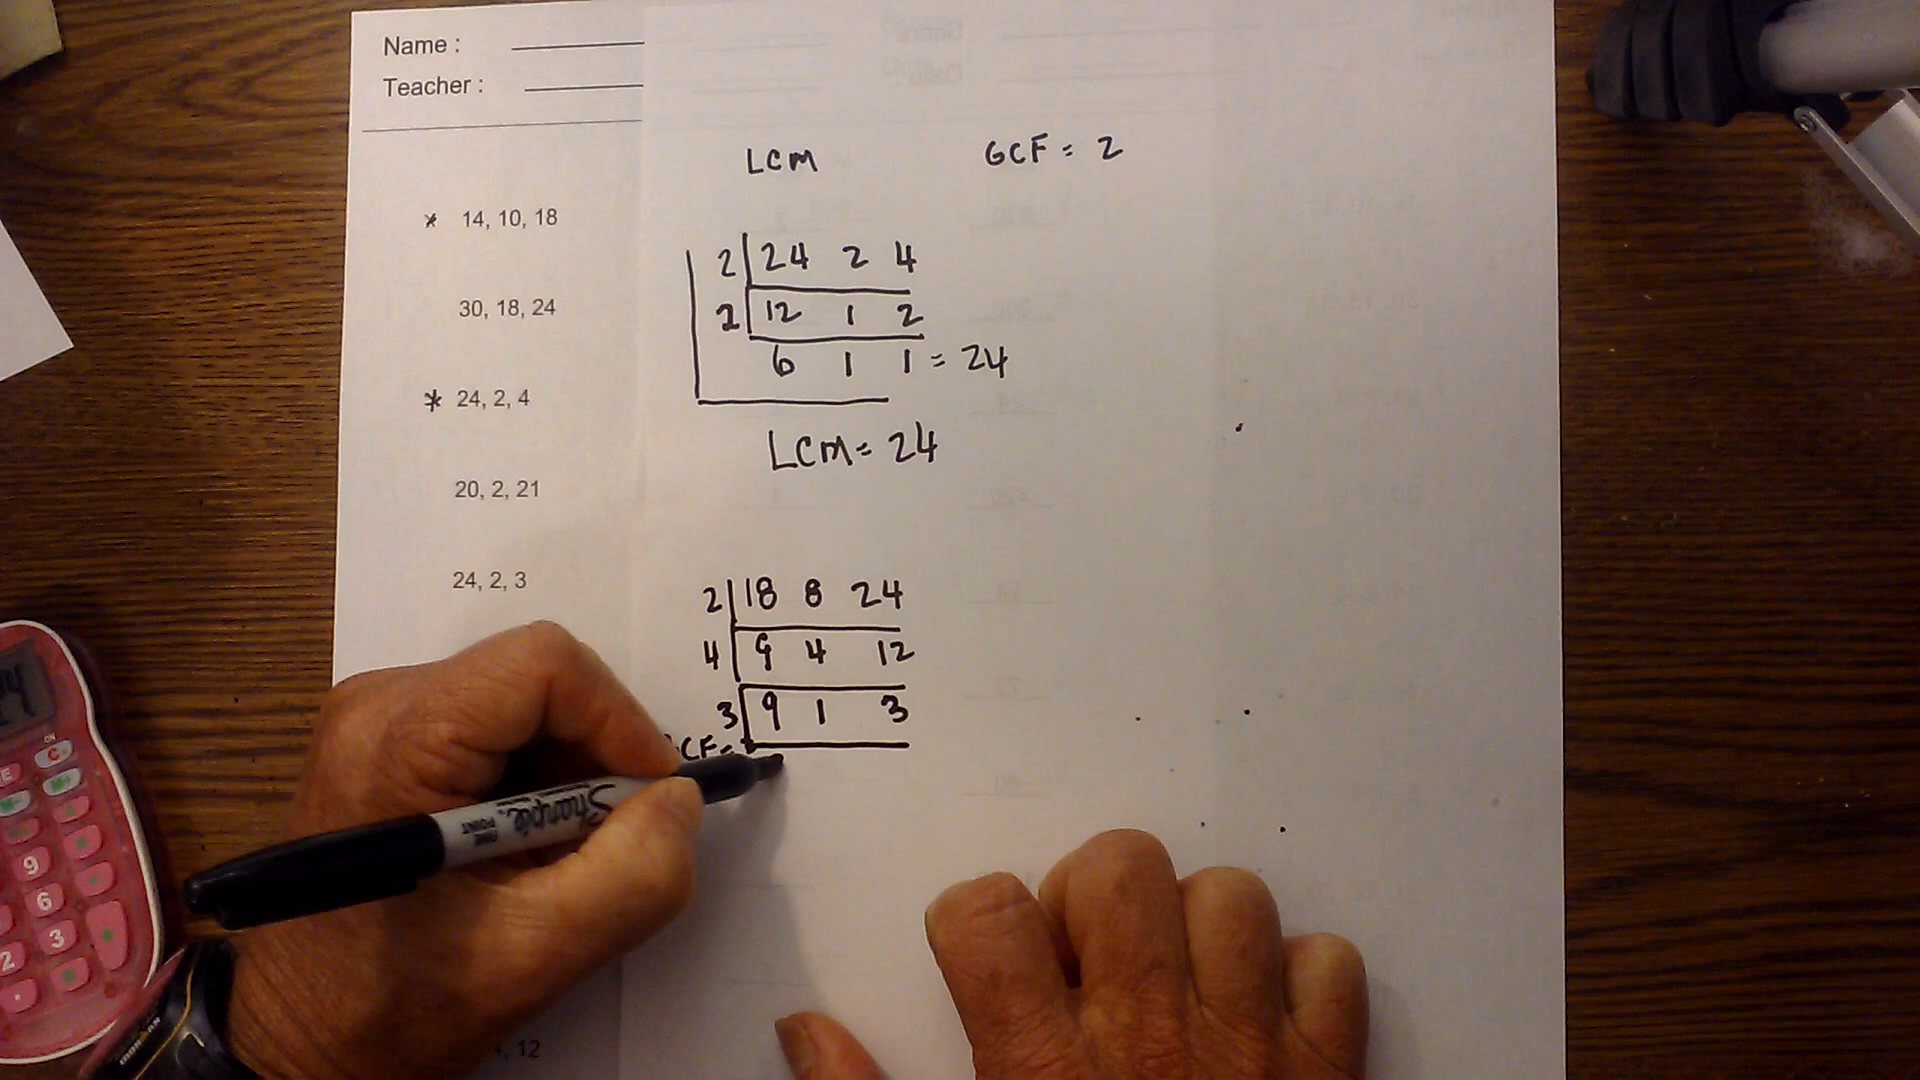 Name :
Teacher :
LCM GCF = 2
* 14, 10, 18
30, 18, 24
* 24, 2, 4
20, 2, 21
24, 2, 3
2 24 2 4
2 12 1 2
6 1 1 = 24
LCM = 24
2 18 8 24
4 9 4 12
3 9 1 3
CF =
, 12
Sharpie
FINE
POINT
ON
C
M-
9
6
3
2